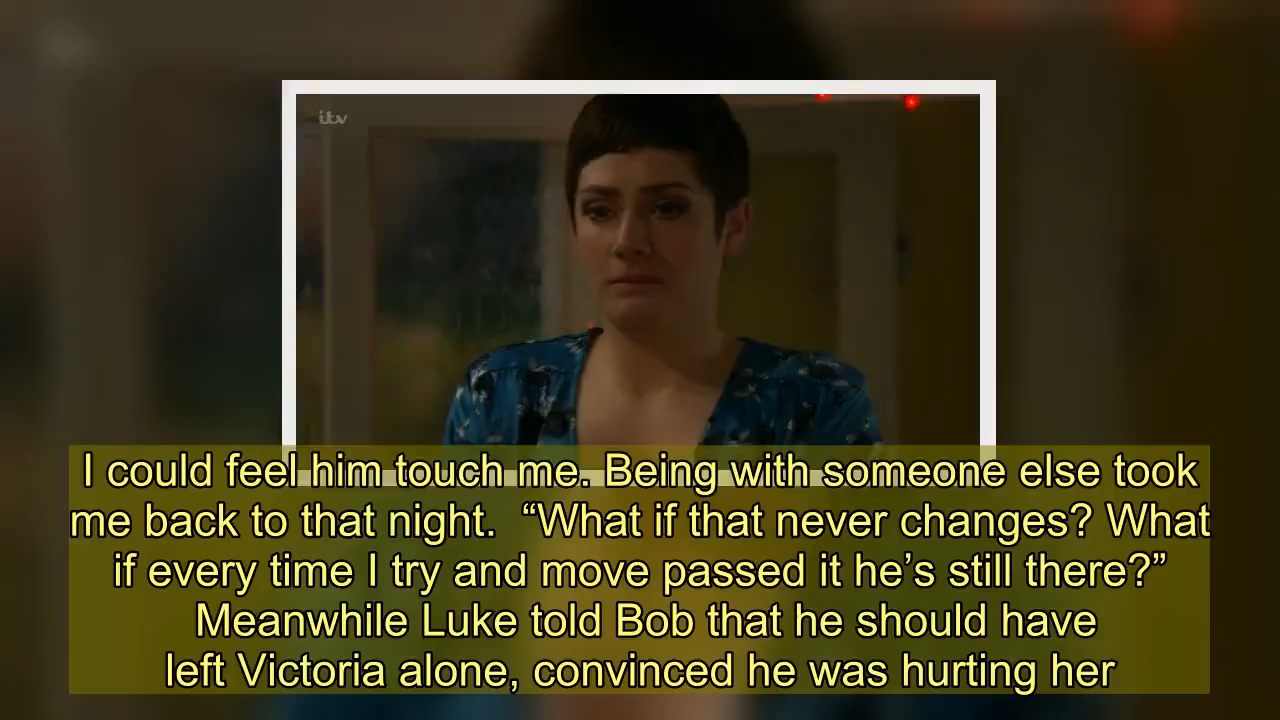 itv
I could feel him touch me. Being with someone else took
me back to that night.  “What if that never changes? What
if every time I try and move passed it he’s still there?”
Meanwhile Luke told Bob that he should have
left Victoria alone, convinced he was hurting her